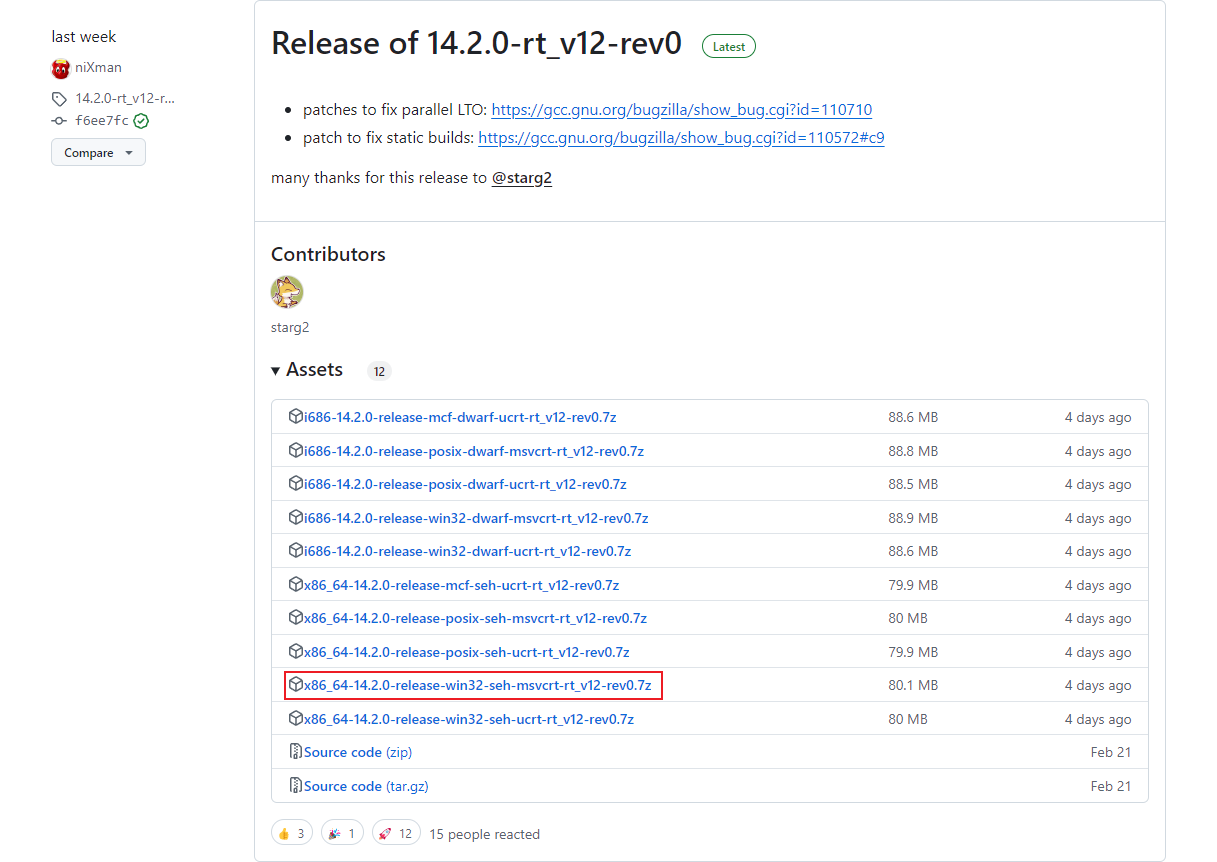 last week
niXman
14.2.0-rt_v12-r...
f6ee7fc
Compare
Release of 14.2.0-rt_v12-rev0 Latest
patches to fix parallel LTO: https://gcc.gnu.org/bugzilla/show_bug.cgi?id=110710
patch to fix static builds: https://gcc.gnu.org/bugzilla/show_bug.cgi?id=110572#c9
many thanks for this release to @starg2
Contributors
starg2
Assets 12
i686-14.2.0-release-mcf-dwarf-ucrt-rt_v12-rev0.7z 88.6 MB 4 days ago
i686-14.2.0-release-posix-dwarf-msvcrt-rt_v12-rev0.7z 88.8 MB 4 days ago
i686-14.2.0-release-posix-dwarf-ucrt-rt_v12-rev0.7z 88.5 MB 4 days ago
i686-14.2.0-release-win32-dwarf-msvcrt-rt_v12-rev0.7z 88.9 MB 4 days ago
i686-14.2.0-release-win32-dwarf-ucrt-rt_v12-rev0.7z 88.6 MB 4 days ago
x86_64-14.2.0-release-mcf-seh-ucrt-rt_v12-rev0.7z 79.9 MB 4 days ago
x86_64-14.2.0-release-posix-seh-msvcrt-rt_v12-rev0.7z 80 MB 4 days ago
x86_64-14.2.0-release-posix-seh-ucrt-rt_v12-rev0.7z 79.9 MB 4 days ago
x86_64-14.2.0-release-win32-seh-msvcrt-rt_v12-rev0.7z 80.1 MB 4 days ago
x86_64-14.2.0-release-win32-seh-ucrt-rt_v12-rev0.7z 80 MB 4 days ago
Source code (zip) Feb 21
Source code (tar.gz) Feb 21
3 1 12 15 people reacted